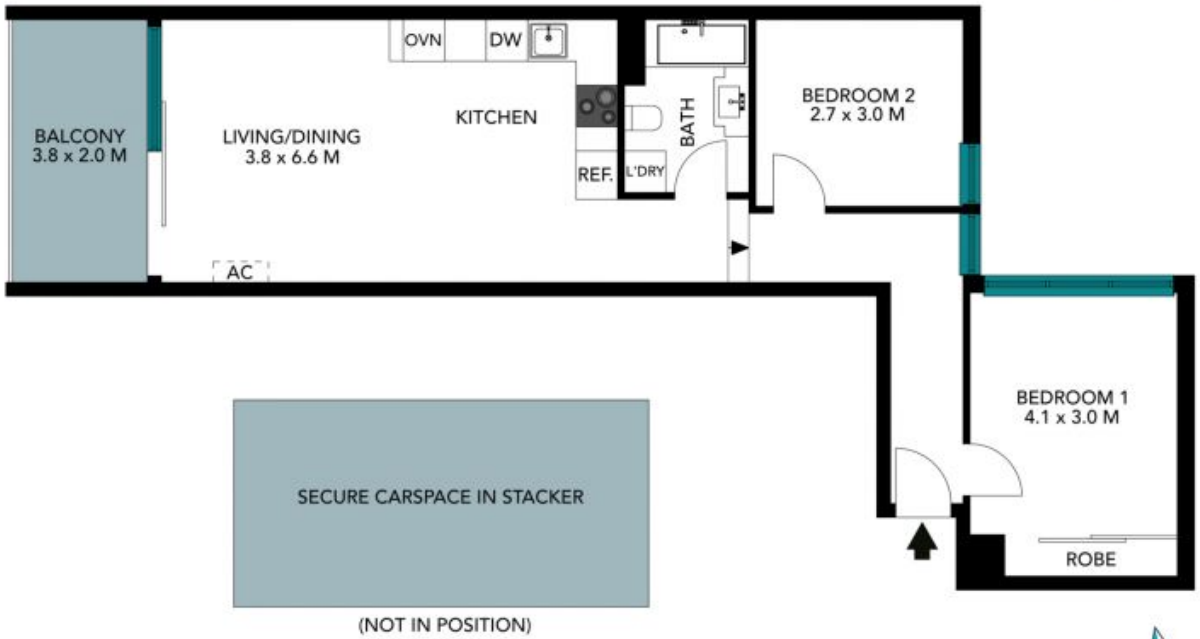 BALCONY
3.8 x 2.0 M
LIVING/DINING
3.8 x 6.6 M
AC
KITCHEN
OVN
DW
REF.
BATH
L'DRY
BEDROOM 2
2.7 x 3.0 M
BEDROOM 1
4.1 x 3.0 M
ROBE
SECURE CARSPACE IN STACKER
(NOT IN POSITION)